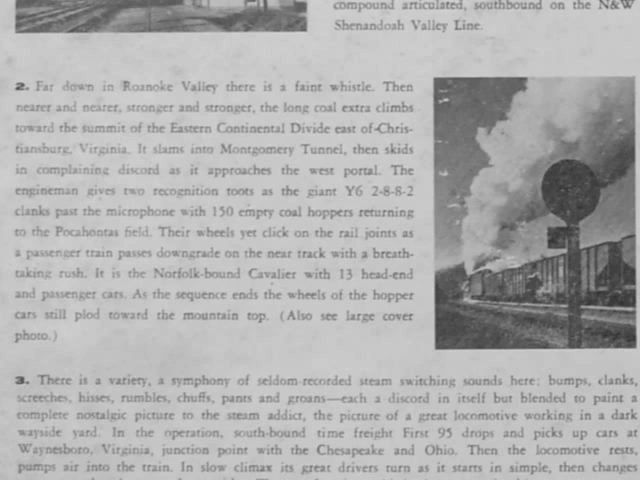 compound articulated, southbound on the N&W
Shenandoah Valley Line.
2. Far down in Roanoke Valley there is a faint whistle. Then
nearer and nearer, stronger and stronger, the long coal extra climbs
toward the summit of the Eastern Continental Divide east of Chris-
tiansburg, Virginia. It slams into Montgomery Tunnel, then skids
in complaining discord as it approaches the west portal. The
engineman gives two recognition toots as the giant Y6 2-8-8-2
clanks past the microphone with 150 empty coal hoppers returning
to the Pocahontas field. Their wheels yet click on the rail joints as
a passenger train passes downgrade on the near track with a breath-
taking rush. It is the Norfolk-bound Cavalier with 13 head-end
and passenger cars. As the sequence ends the wheels of the hopper
cars still plod toward the mountain top. (Also see large cover
photo.)
3. There is a variety, a symphony of seldom-recorded steam switching sounds here: bumps, clanks,
screeches, hisses, rumbles, chuffs, pants and groans—each a discord in itself but blended to paint a
complete nostalgic picture to the steam addict, the picture of a great locomotive working in a dark
wayside yard. In the operation, south-bound time freight First 95 drops and picks up cars at
Waynesboro, Virginia, junction point with the Chesapeake and Ohio. Then the locomotive rests,
pumps air into the train. In slow climax its great drivers turn as it starts in simple, then changes